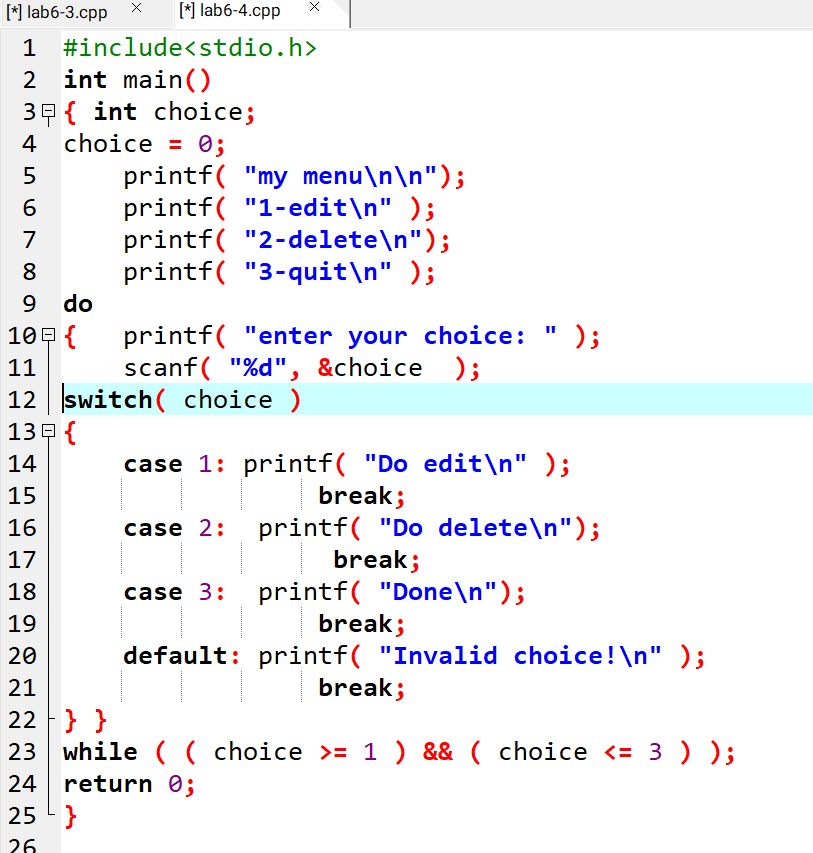 [*] lab6-3.cpp × [*] lab6-4.cpp ×
1 #include<stdio.h>
2 int main()
3 { int choice;
4 choice = 0;
5 printf( "my menu\n\n");
6 printf( "1-edit\n" );
7 printf( "2-delete\n");
8 printf( "3-quit\n" );
9 do
10 { printf( "enter your choice: " );
11 scanf( "%d", &choice );
12 switch( choice )
13 {
14 case 1: printf( "Do edit\n" );
15 break;
16 case 2: printf( "Do delete\n");
17 break;
18 case 3: printf( "Done\n");
19 break;
20 default: printf( "Invalid choice!\n" );
21 break;
22 } }
23 while ( ( choice >= 1 ) && ( choice <= 3 ) );
24 return 0;
25 }
26